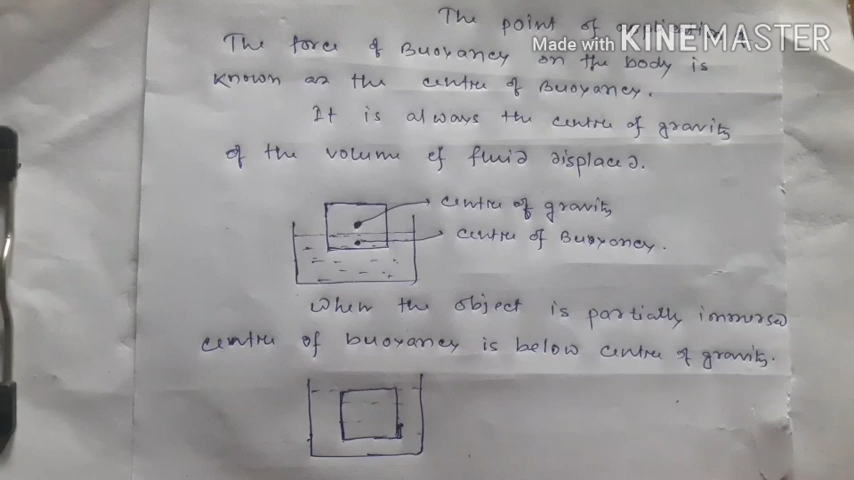 The point of
The force of Buoyancy on the body is
known as the centre of Buoyancy.
It is always the centre of gravity
of the volume of fluid displaced.
centre of gravity
centre of Buoyancy.
when the object is partially immersed
centre of buoyancy is below centre of gravity.
Made with KINEMASTER